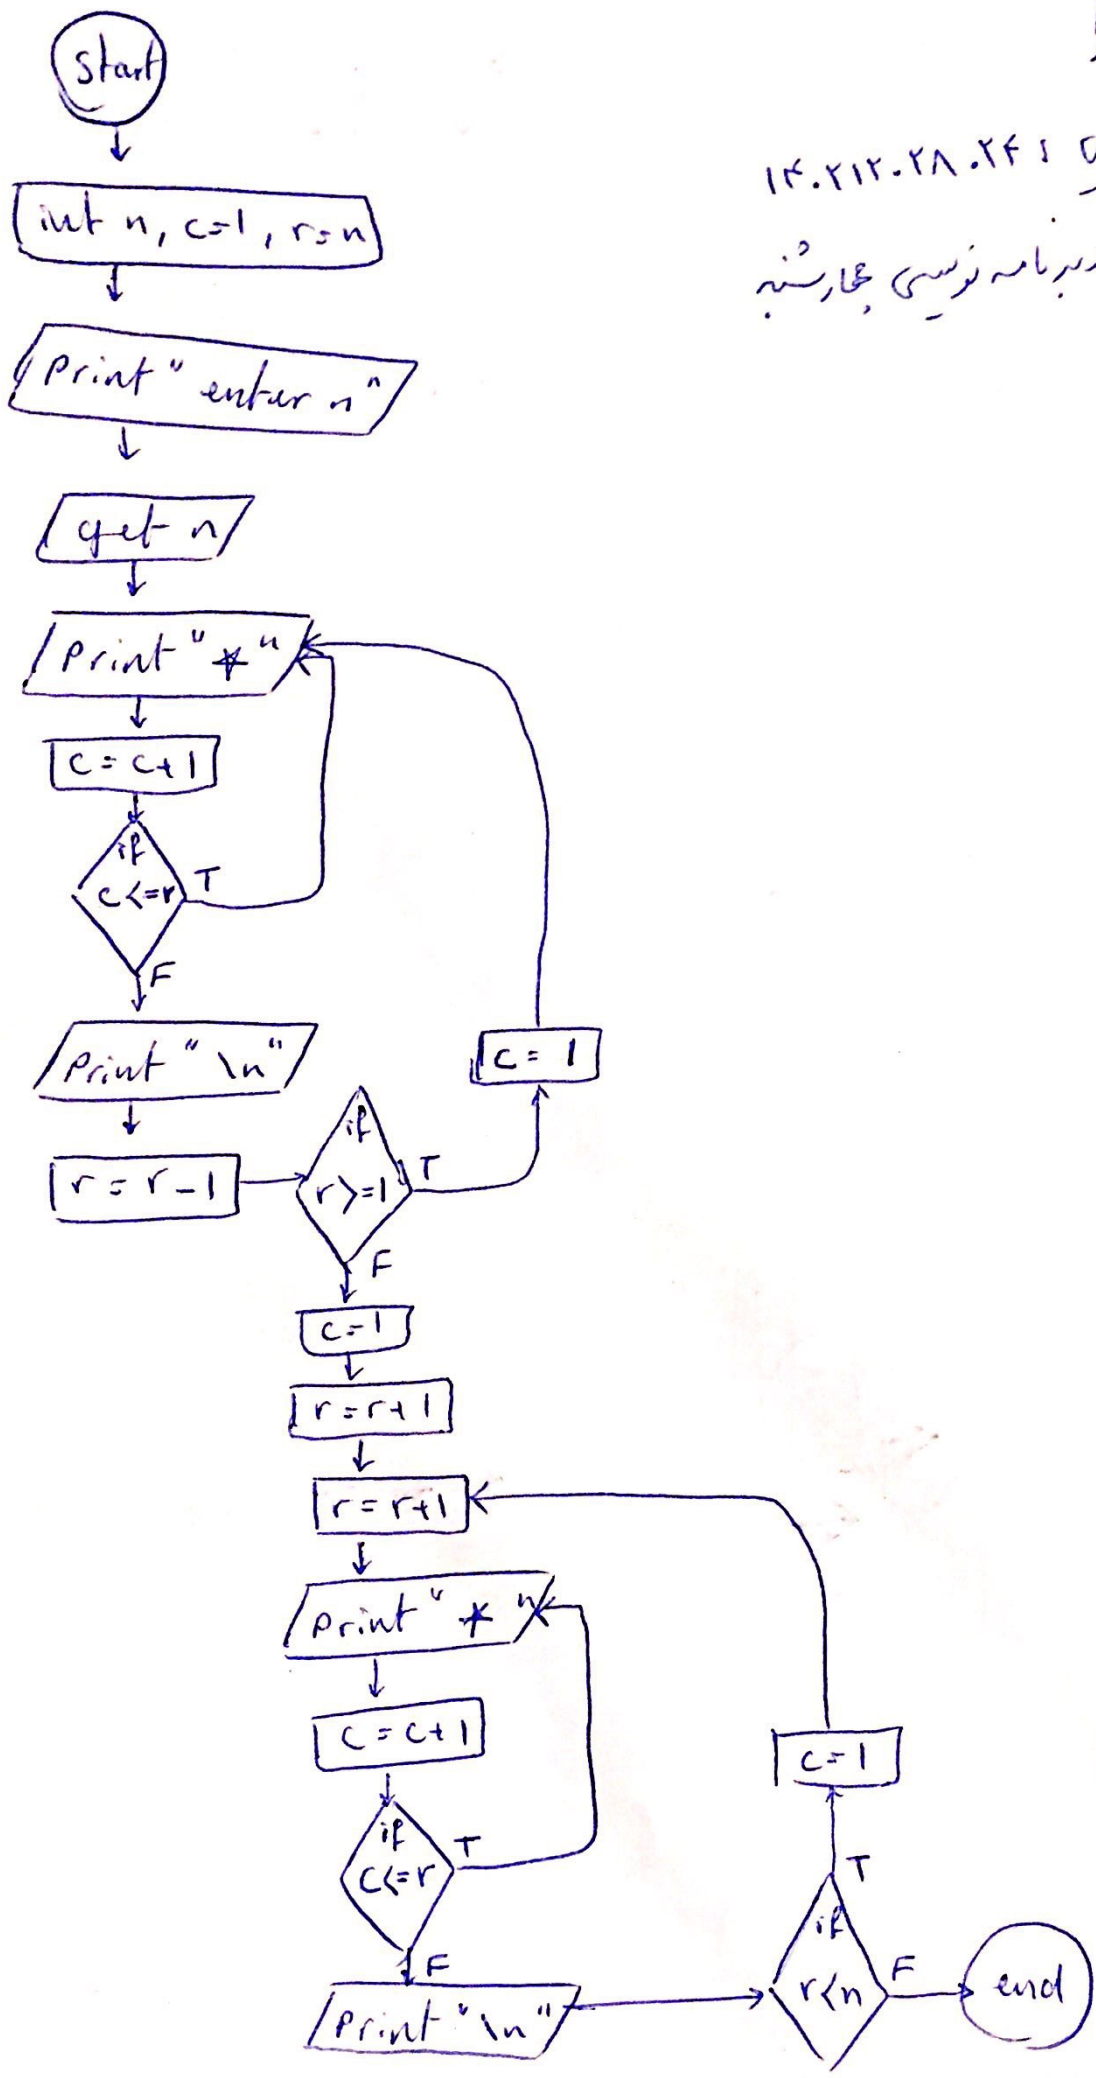 start
۱۴۰۲۱۲۰۲۸۰۲۴ :
int n, c=1, r=n
برنامه نویسی چهارشنبه
print "enter n"
get n
print "*"
c = c+1
if
c<=r
T
F
print "\n"
c = 1
r = r-1
if
r>=1
T
F
c=1
r=r+1
r=r+1
print "*"
c = c+1
c=1
if
c<=r
T
T
F
if
r<n
F
end
print "\n"